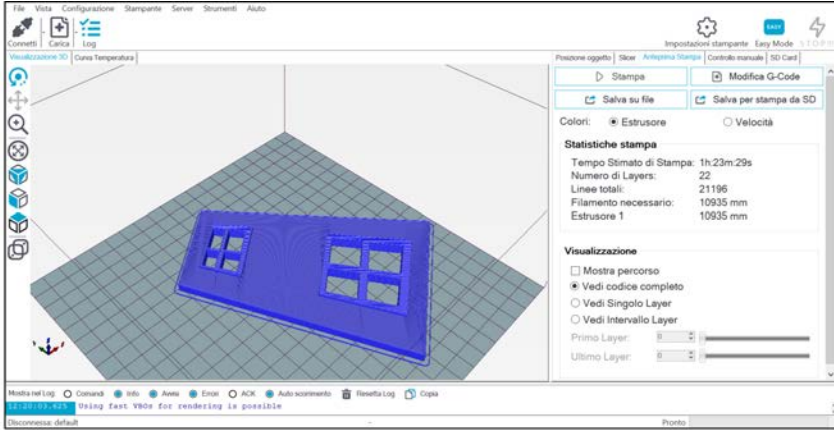 File Vista Configurazione Stampante Server Strumenti Aiuto
Connetti Carica Log
Impostazioni stampante Easy Mode STOP!!!
EASY
Visualizzazione 3D Curva Temperatura
Posizione oggetto Slicer Anteprima Stampa Controllo manuale SD Card
Stampa Modifica G-Code
Salva su file Salva per stampa da SD
Colori: Estrusore Velocità
Statistiche stampa
Tempo Stimato di Stampa: 1h:23m:29s
Numero di Layers: 22
Linee totali: 21196
Filamento necessario: 10935 mm
Estrusore 1 10935 mm
Visualizzazione
Mostra percorso
Vedi codice completo
Vedi Singolo Layer
Vedi Intervallo Layer
Primo Layer: 0
Ultimo Layer: 0
Mostra nel Log Comandi Info Avvisi Errori ACK Auto scorrimento Resetta Log Copia
12:20:03.625 Using fast VBOs for rendering is possible
Disconnessa: default - Pronto